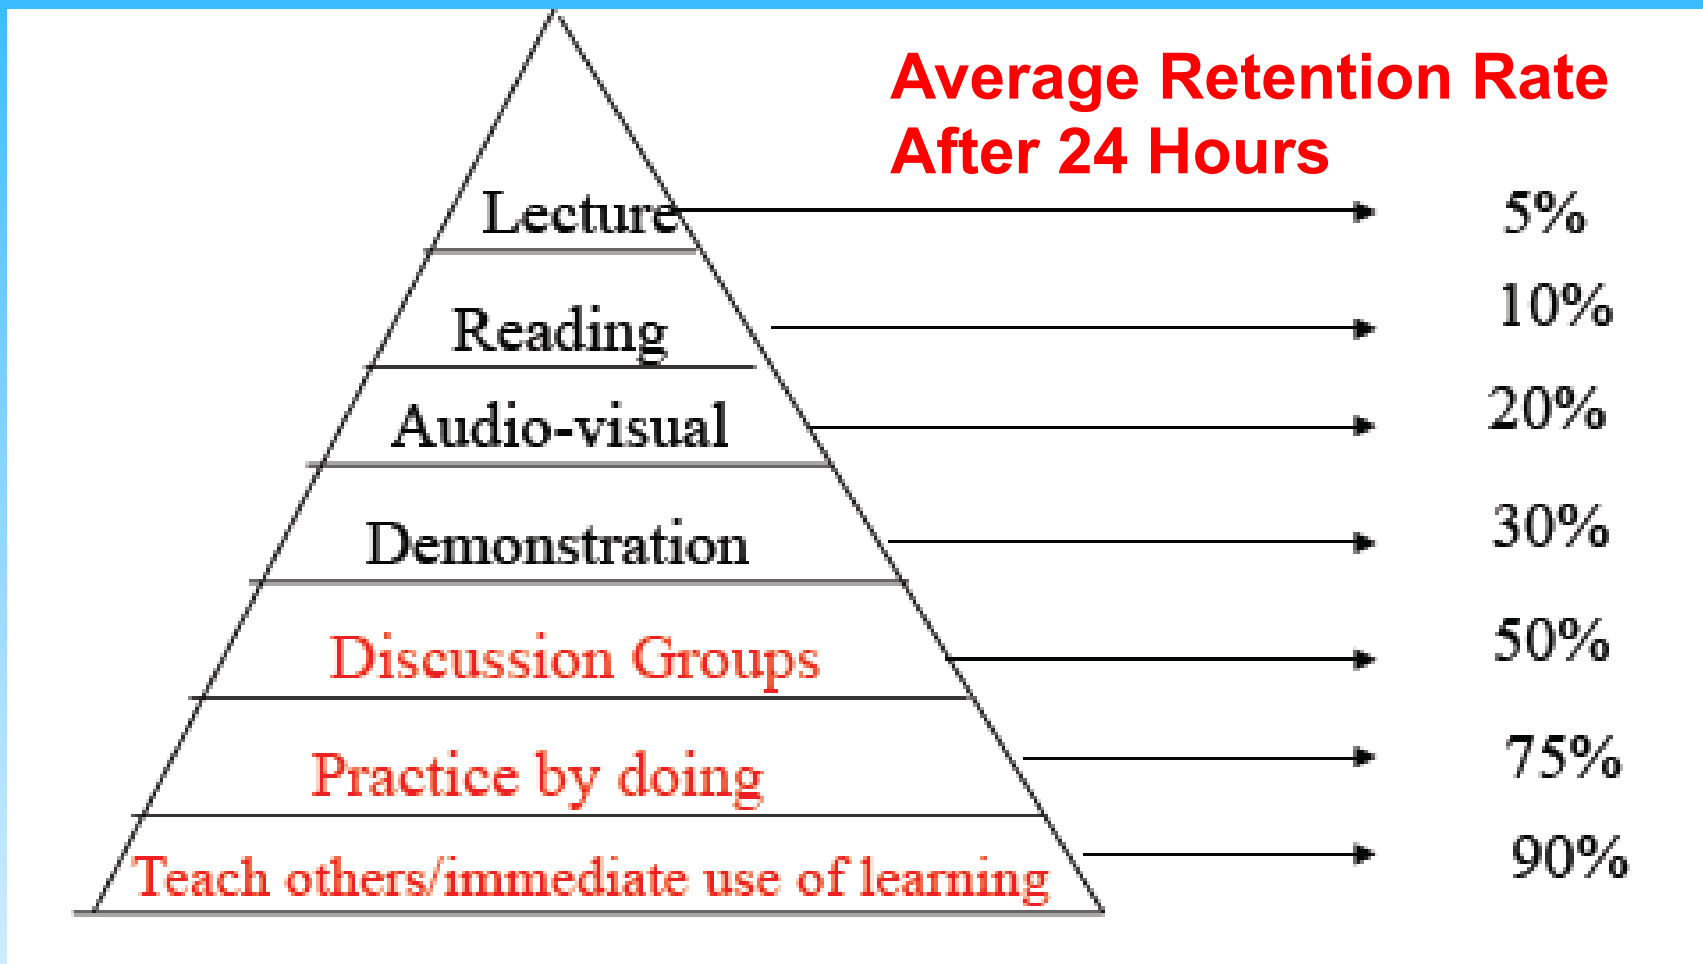 Average Retention Rate
After 24 Hours
Lecture 5%
Reading 10%
Audio-visual 20%
Demonstration 30%
Discussion Groups 50%
Practice by doing 75%
Teach others/immediate use of learning 90%